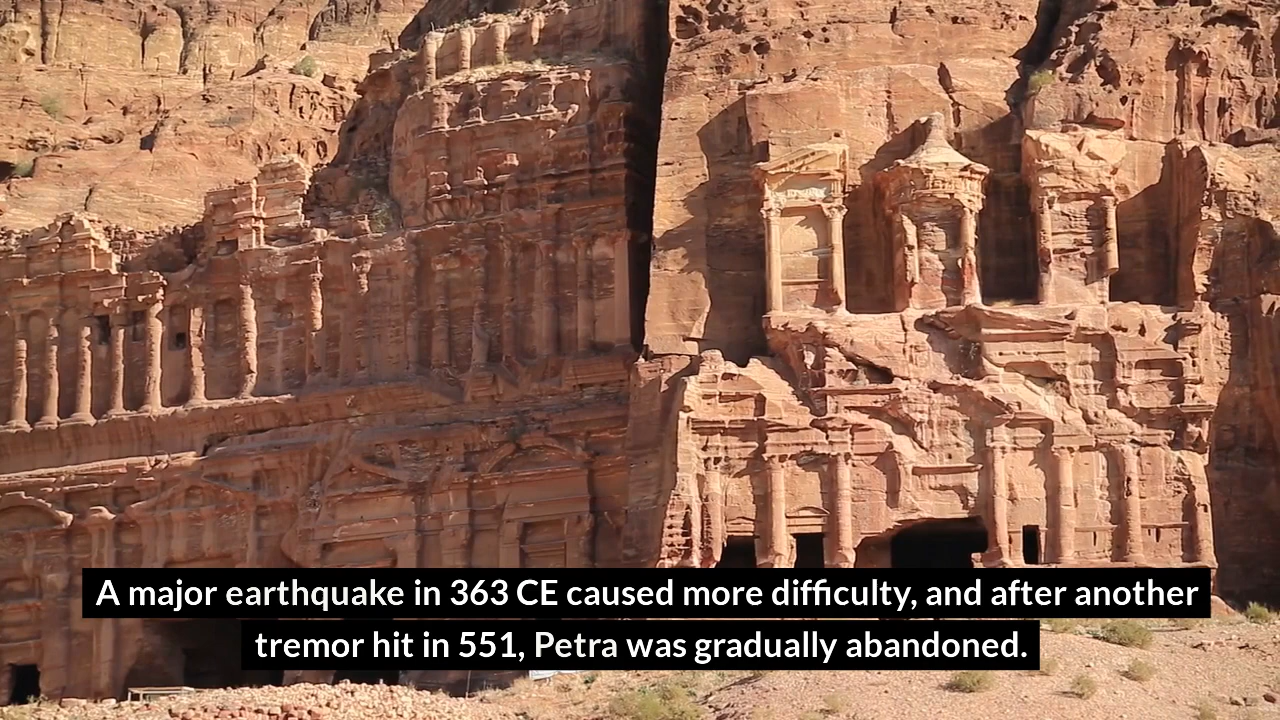 A major earthquake in 363 CE caused more difficulty, and after another
tremor hit in 551, Petra was gradually abandoned.